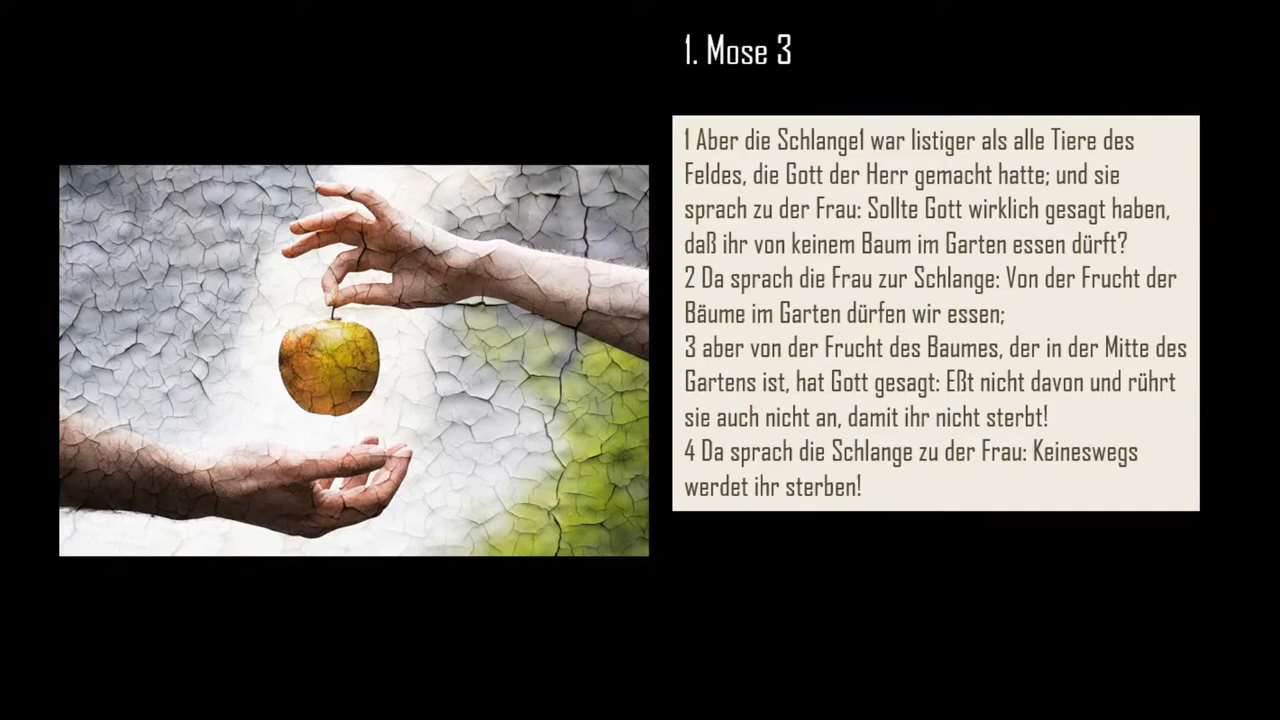 1. Mose 3
1 Aber die Schlange1 war listiger als alle Tiere des
Feldes, die Gott der Herr gemacht hatte; und sie
sprach zu der Frau: Sollte Gott wirklich gesagt haben,
daß ihr von keinem Baum im Garten essen dürft?
2 Da sprach die Frau zur Schlange: Von der Frucht der
Bäume im Garten dürfen wir essen;
3 aber von der Frucht des Baumes, der in der Mitte des
Gartens ist, hat Gott gesagt: Eßt nicht davon und rührt
sie auch nicht an, damit ihr nicht sterbt!
4 Da sprach die Schlange zu der Frau: Keineswegs
werdet ihr sterben!